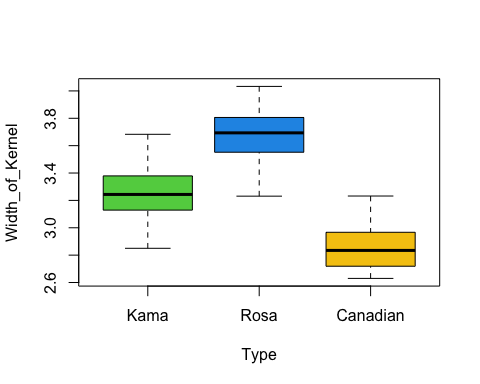 Width_of_Kernel
3.8
3.4
3.0
2.6
Kama Rosa Canadian
Type